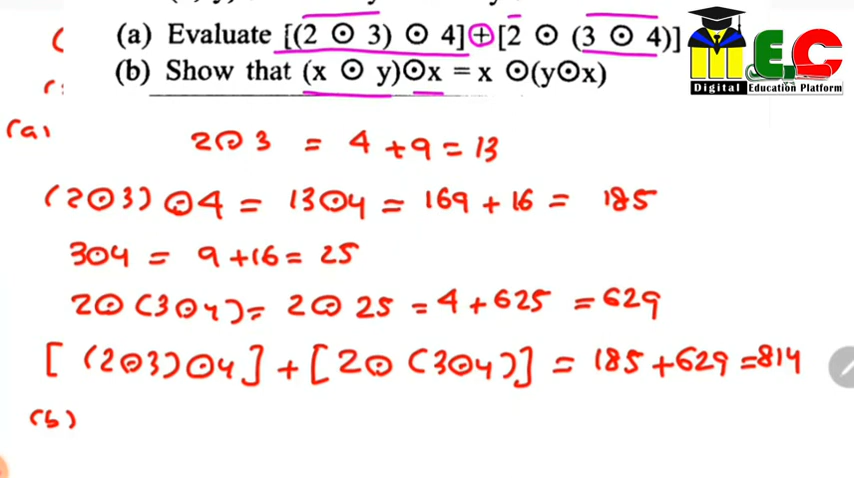 (a) Evaluate [(2 ⊙ 3) ⊙ 4] + [2 ⊙ (3 ⊙ 4)]
(b) Show that (x ⊙ y)⊙x = x ⊙(y⊙x)
MEC
Digital Education Platform
(a) 2⊙3 = 4 + 9 = 13
(2⊙3) ⊙4 = 13⊙4 = 169 + 16 = 185
3⊙4 = 9 + 16 = 25
2⊙(3⊙4) = 2⊙25 = 4 + 625 = 629
[(2⊙3)⊙4] + [2⊙(3⊙4)] = 185 + 629 = 814
(b)